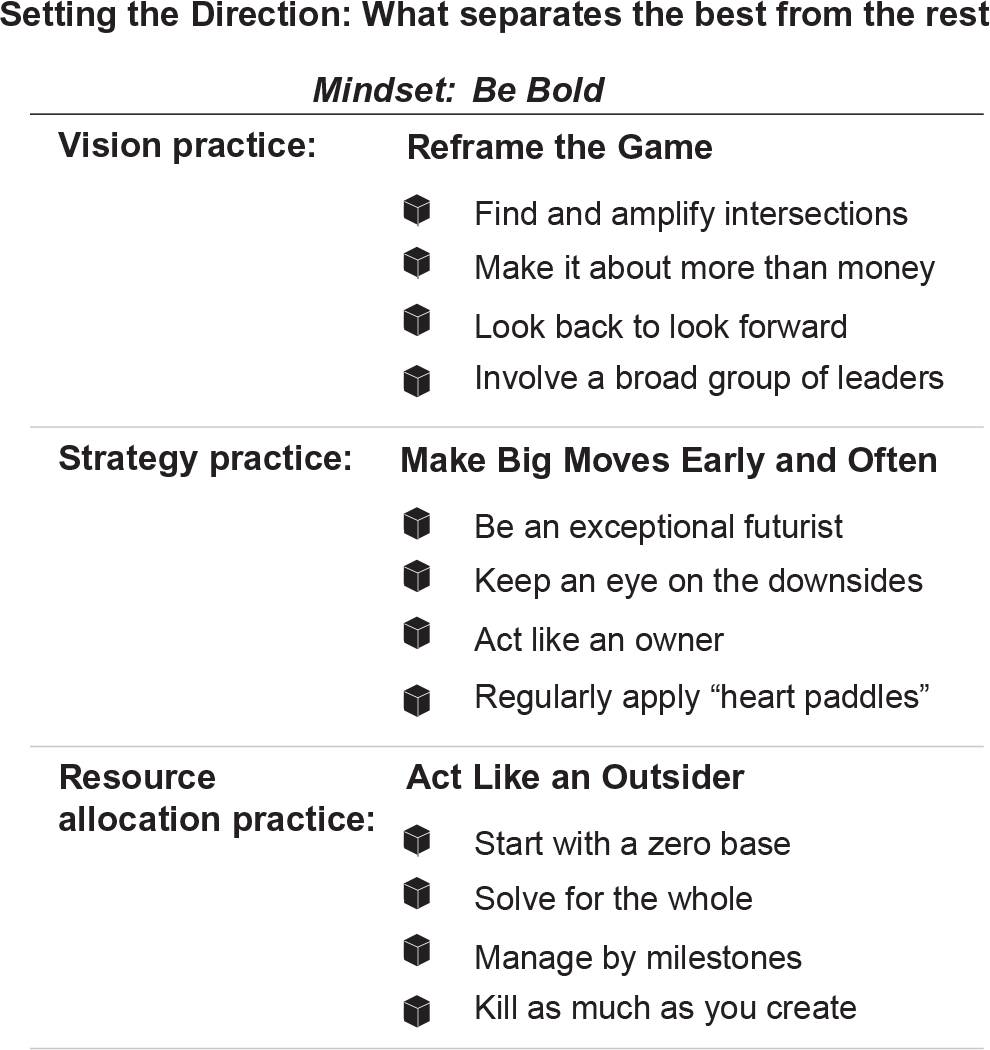 Setting the Direction: What separates the best from the rest
Mindset: Be Bold
Vision practice: Reframe the Game
Find and amplify intersections
Make it about more than money
Look back to look forward
Involve a broad group of leaders
Strategy practice: Make Big Moves Early and Often
Be an exceptional futurist
Keep an eye on the downsides
Act like an owner
Regularly apply “heart paddles”
Resource Act Like an Outsider
allocation practice:
Start with a zero base
Solve for the whole
Manage by milestones
Kill as much as you create